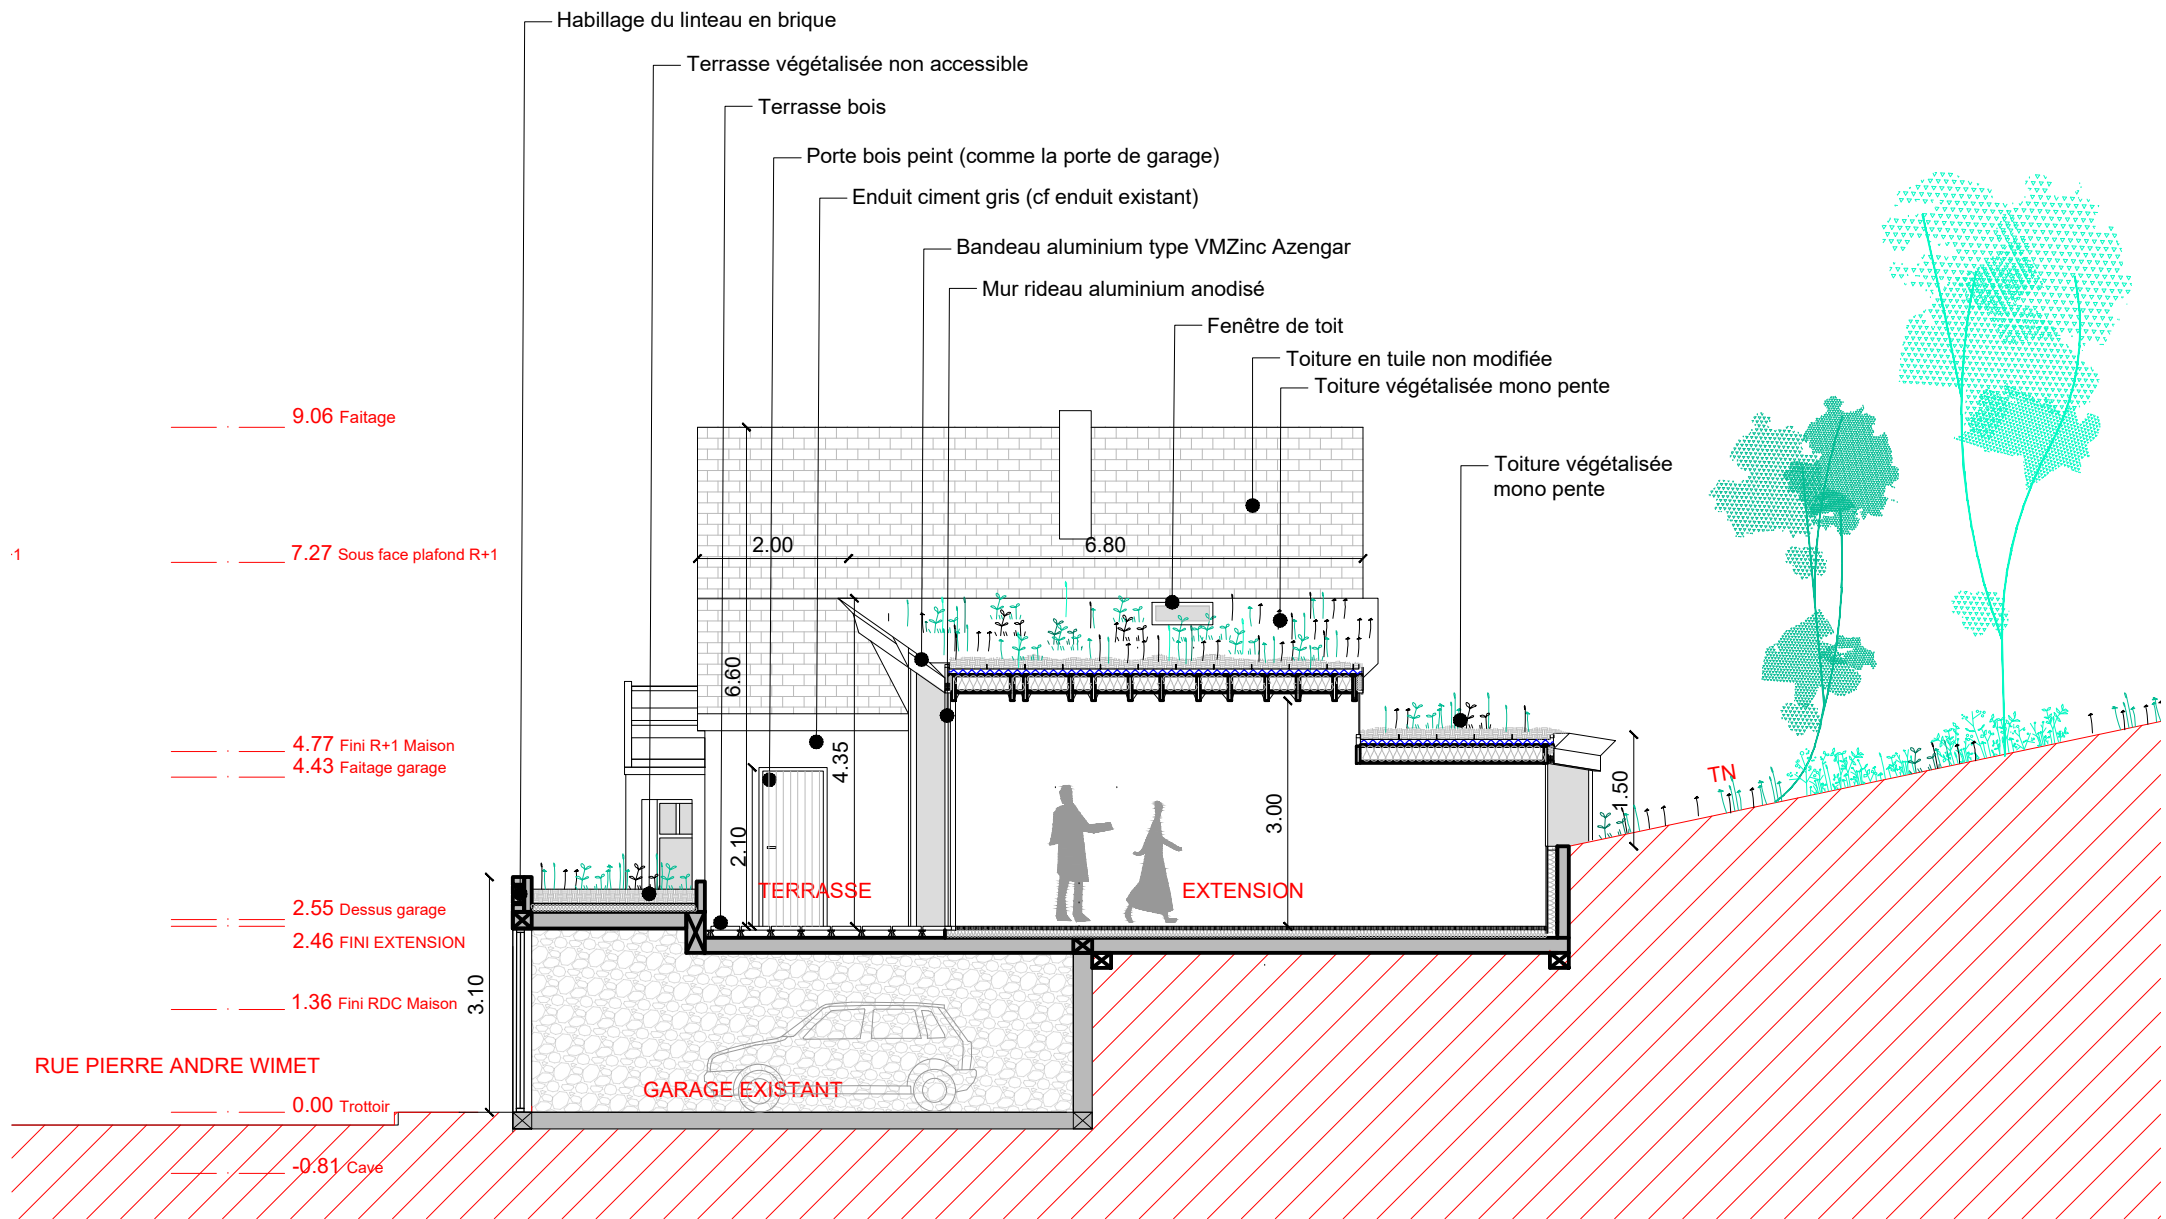 Habillage du linteau en brique
Terrasse végétalisée non accessible
Terrasse bois
Porte bois peint (comme la porte de garage)
Enduit ciment gris (cf enduit existant)
Bandeau aluminium type VMZinc Azengar
Mur rideau aluminium anodisé
Fenêtre de toit
Toiture en tuile non modifiée
Toiture végétalisée mono pente
Toiture végétalisée
mono pente
9.06 Faitage
7.27 Sous face plafond R+1
4.77 Fini R+1 Maison
4.43 Faitage garage
2.55 Dessus garage
2.46 FINI EXTENSION
1.36 Fini RDC Maison
RUE PIERRE ANDRE WIMET
0.00 Trottoir
-0.81 Cave
2.00
6.80
6.60
4.35
2.10
3.00
1.50
3.10
TN
TERRASSE
EXTENSION
GARAGE EXISTANT